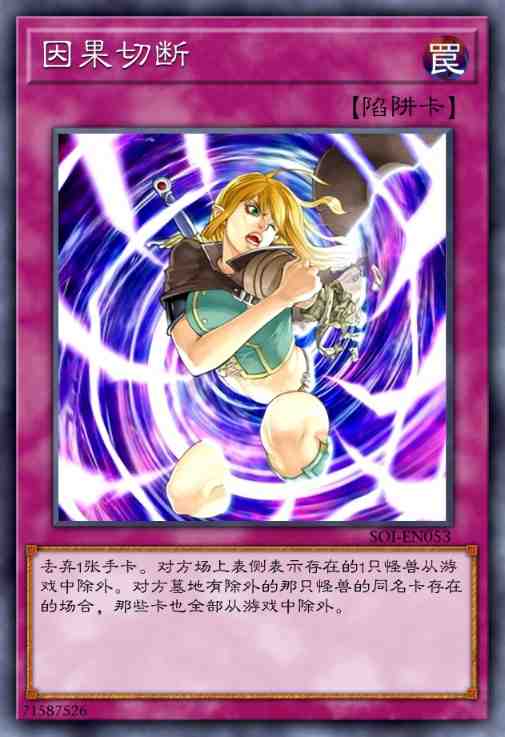 因果切断
罠
【陷阱卡】
SOI-EN053
丢弃1张手卡。对方场上表侧表示存在的1只怪兽从游
戏中除外。对方墓地有除外的那只怪兽的同名卡存在
的场合，那些卡也全部从游戏中除外。
71587526